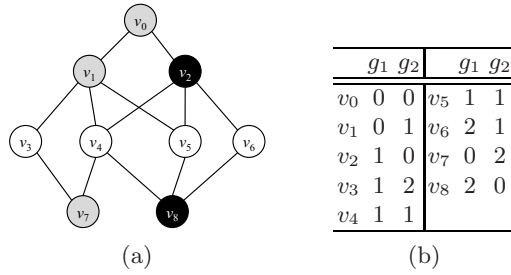 v0
v1
v2
v3
v4
v5
v6
v7
v8
(a)
g1 g2 g1 g2
v0 0 0 v5 1 1
v1 0 1 v6 2 1
v2 1 0 v7 0 2
v3 1 2 v8 2 0
v4 1 1
(b)